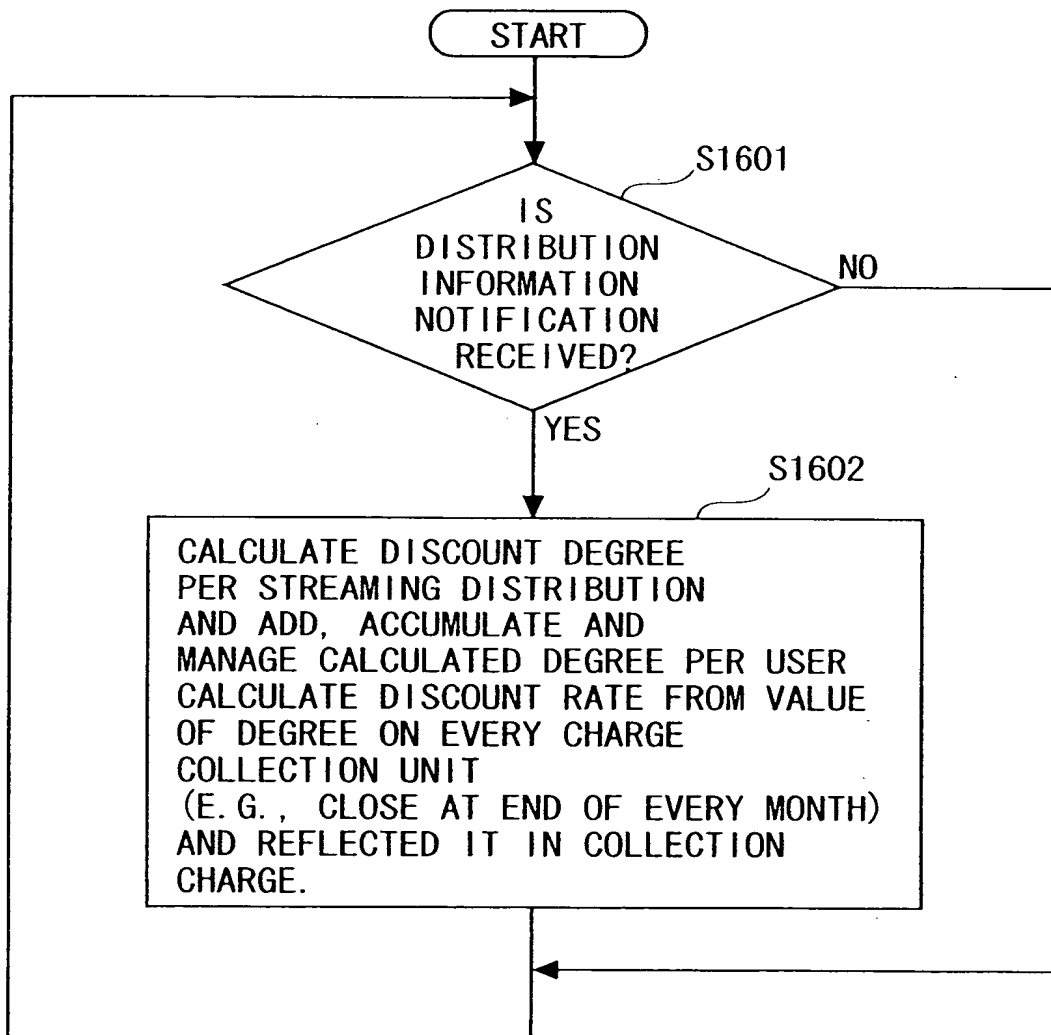 START
S1601
IS
DISTRIBUTION
INFORMATION
NOTIFICATION
RECEIVED?
NO
YES
S1602
CALCULATE DISCOUNT DEGREE
PER STREAMING DISTRIBUTION
AND ADD, ACCUMULATE AND
MANAGE CALCULATED DEGREE PER USER
CALCULATE DISCOUNT RATE FROM VALUE
OF DEGREE ON EVERY CHARGE
COLLECTION UNIT
(E.G., CLOSE AT END OF EVERY MONTH)
AND REFLECTED IT IN COLLECTION
CHARGE.